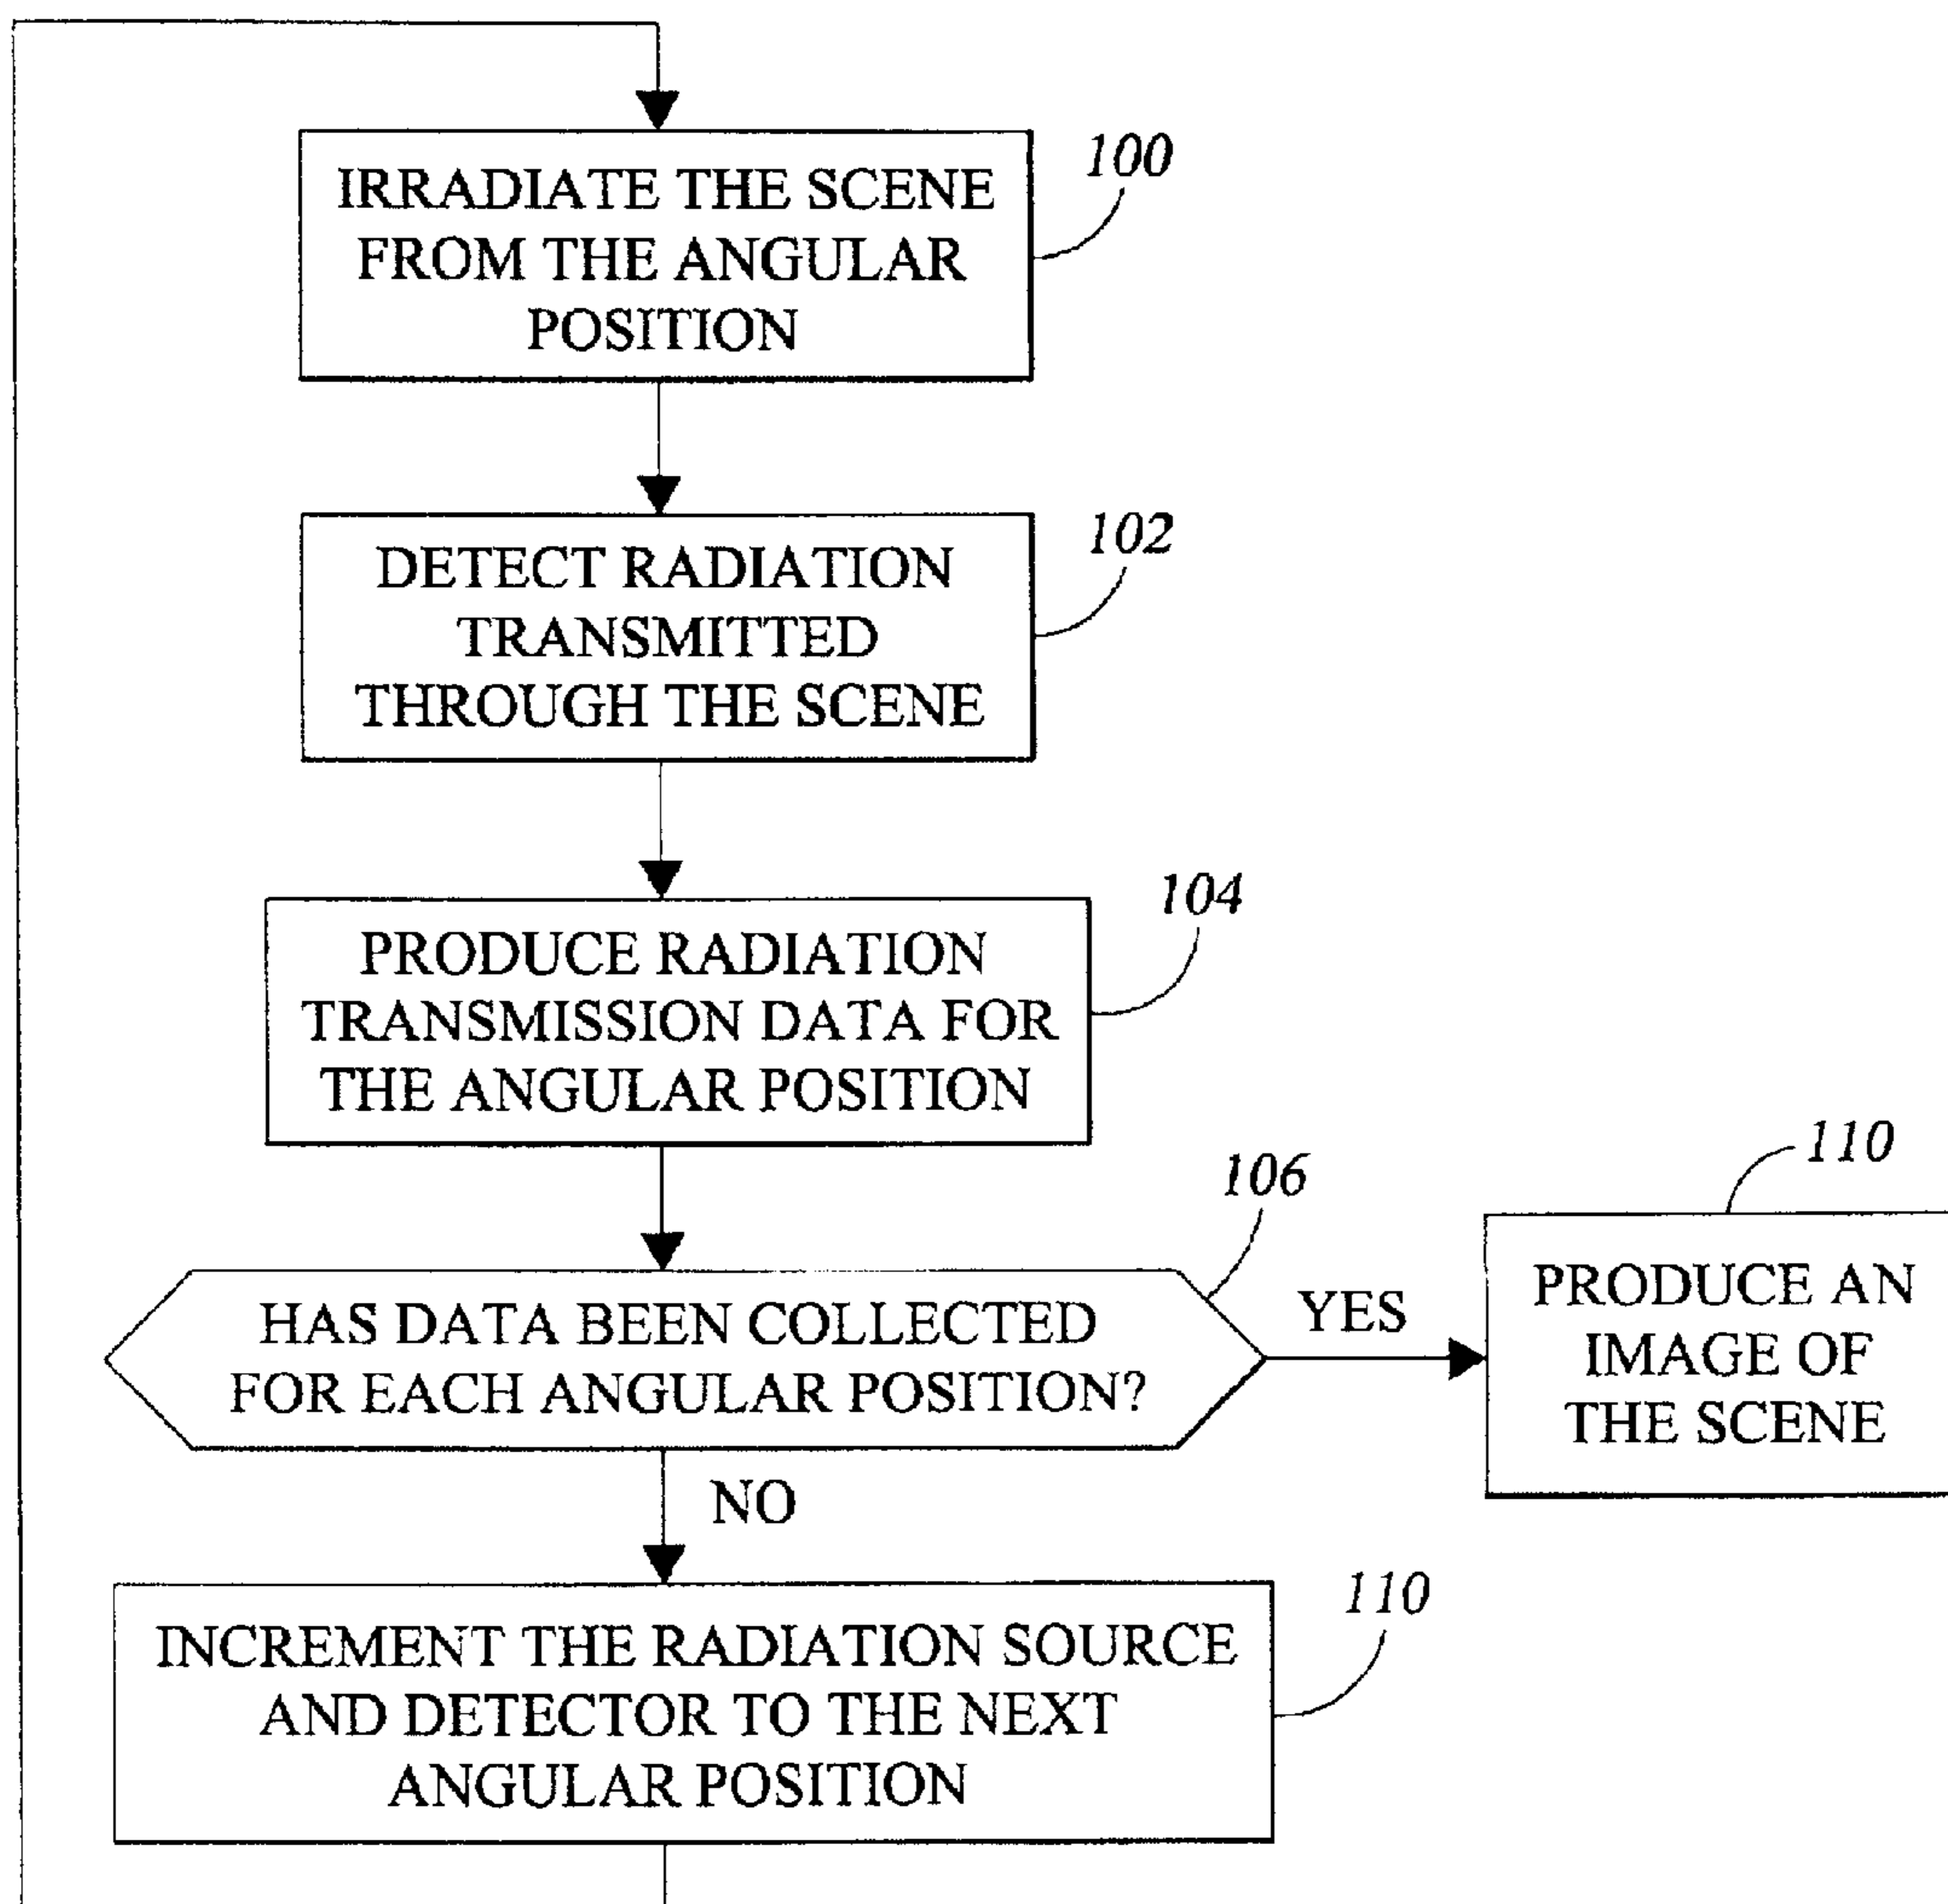 100
IRRADIATE THE SCENE
FROM THE ANGULAR
POSITION
102
DETECT RADIATION
TRANSMITTED
THROUGH THE SCENE
104
PRODUCE RADIATION
TRANSMISSION DATA FOR
THE ANGULAR POSITION
106
HAS DATA BEEN COLLECTED
FOR EACH ANGULAR POSITION?
YES
110
PRODUCE AN
IMAGE OF
THE SCENE
NO
110
INCREMENT THE RADIATION SOURCE
AND DETECTOR TO THE NEXT
ANGULAR POSITION